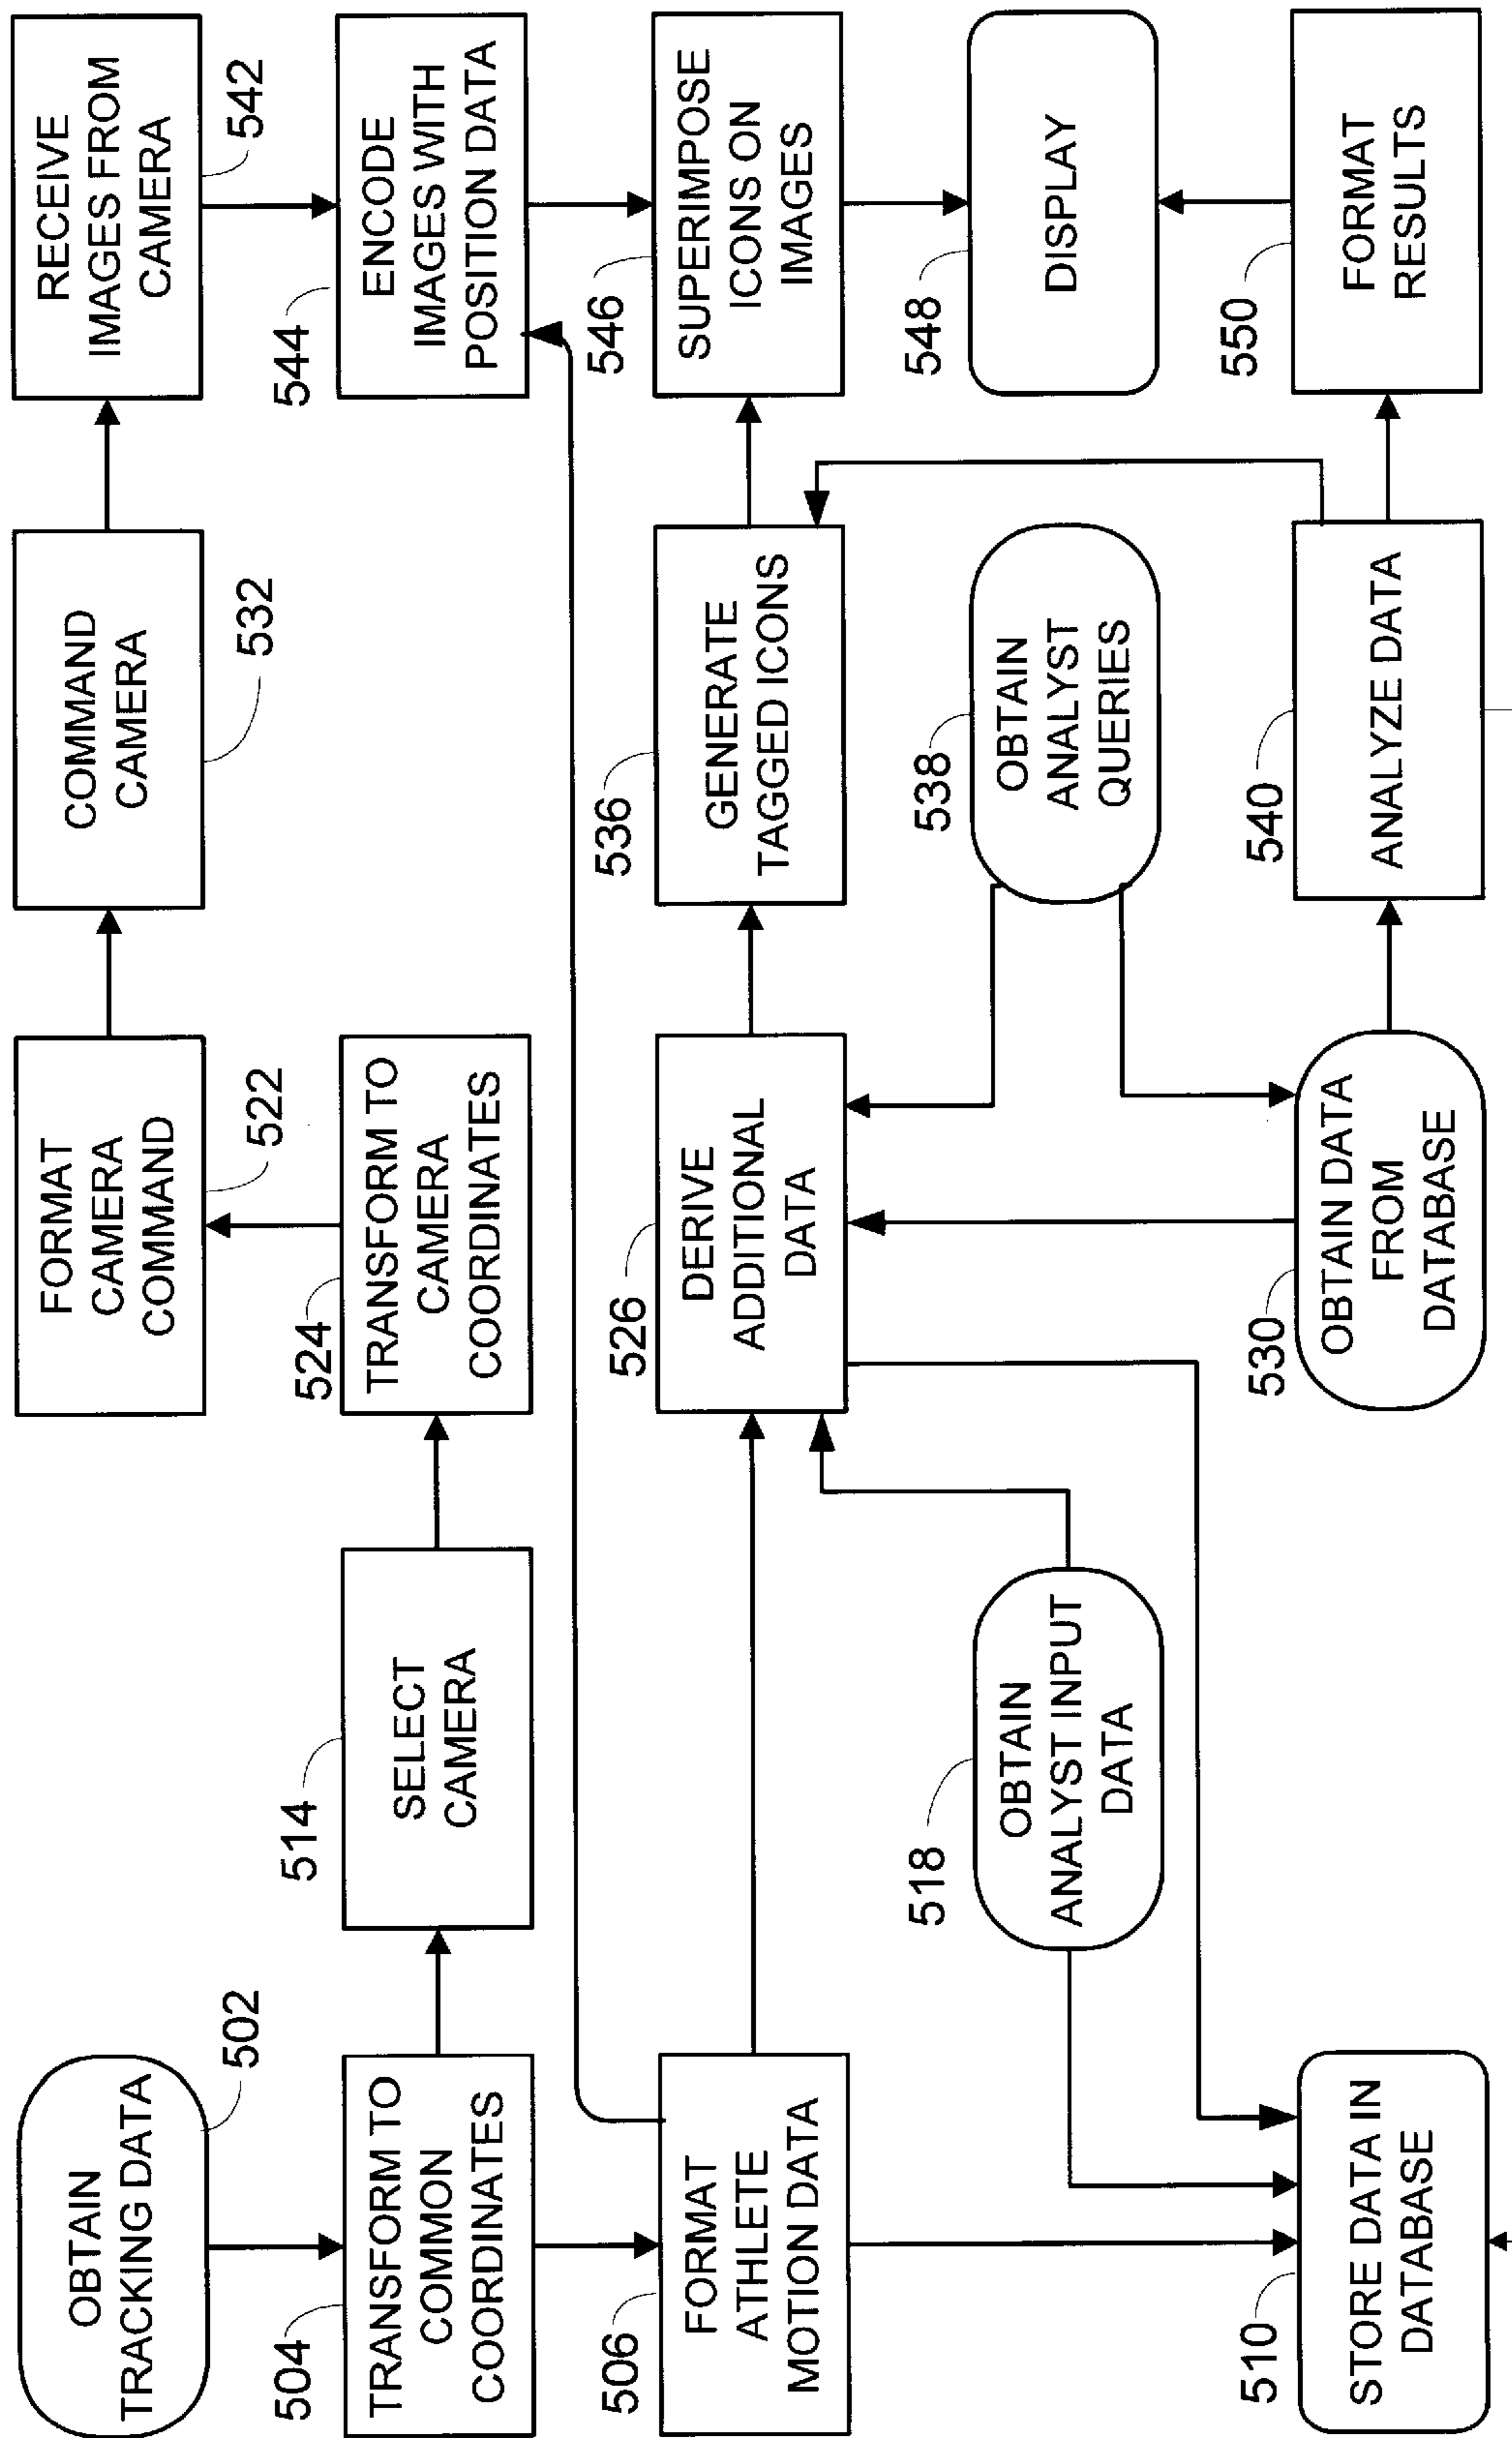 OBTAIN
TRACKING DATA
502
504
TRANSFORM TO
COMMON
COORDINATES
506
FORMAT
ATHLETE
MOTION DATA
510
STORE DATA IN
DATABASE
514
SELECT
CAMERA
518
OBTAIN
ANALYST INPUT
DATA
FORMAT
CAMERA
COMMAND
522
524
TRANSFORM TO
CAMERA
COORDINATES
526
DERIVE
ADDITIONAL
DATA
530
OBTAIN DATA
FROM
DATABASE
COMMAND
CAMERA
532
536
GENERATE
TAGGED ICONS
538
OBTAIN
ANALYST
QUERIES
540
ANALYZE DATA
RECEIVE
IMAGES FROM
CAMERA
542
544
ENCODE
IMAGES WITH
POSITION DATA
546
SUPERIMPOSE
ICONS ON
IMAGES
548
DISPLAY
550
FORMAT
RESULTS